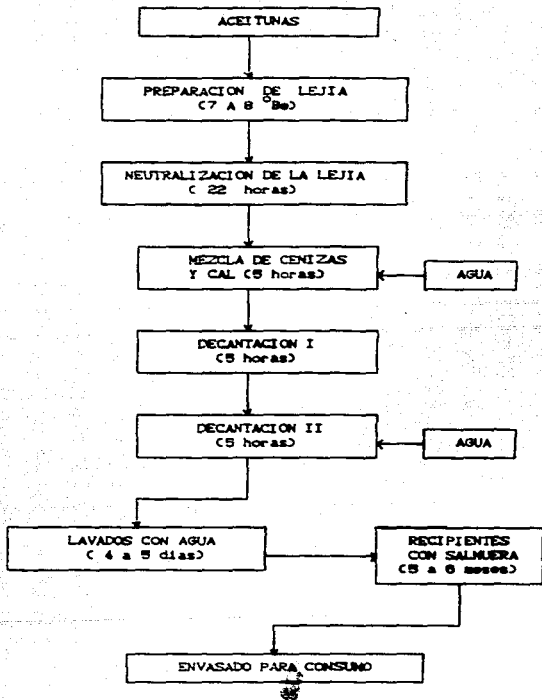 ACEITUNAS
PREPARACION DE LEJIA
(7 A 8 °Be)
NEUTRALIZACION DE LA LEJIA
( 22 horas)
MEZCLA DE CENIZAS
Y CAL (5 horas)
AGUA
DECANTACION I
(5 horas)
DECANTACION II
(5 horas)
AGUA
LAVADOS CON AGUA
( 4 a 5 dias)
RECIPIENTES
CON SALMUERA
(5 a 6 meses)
ENVASADO PARA CONSUMO